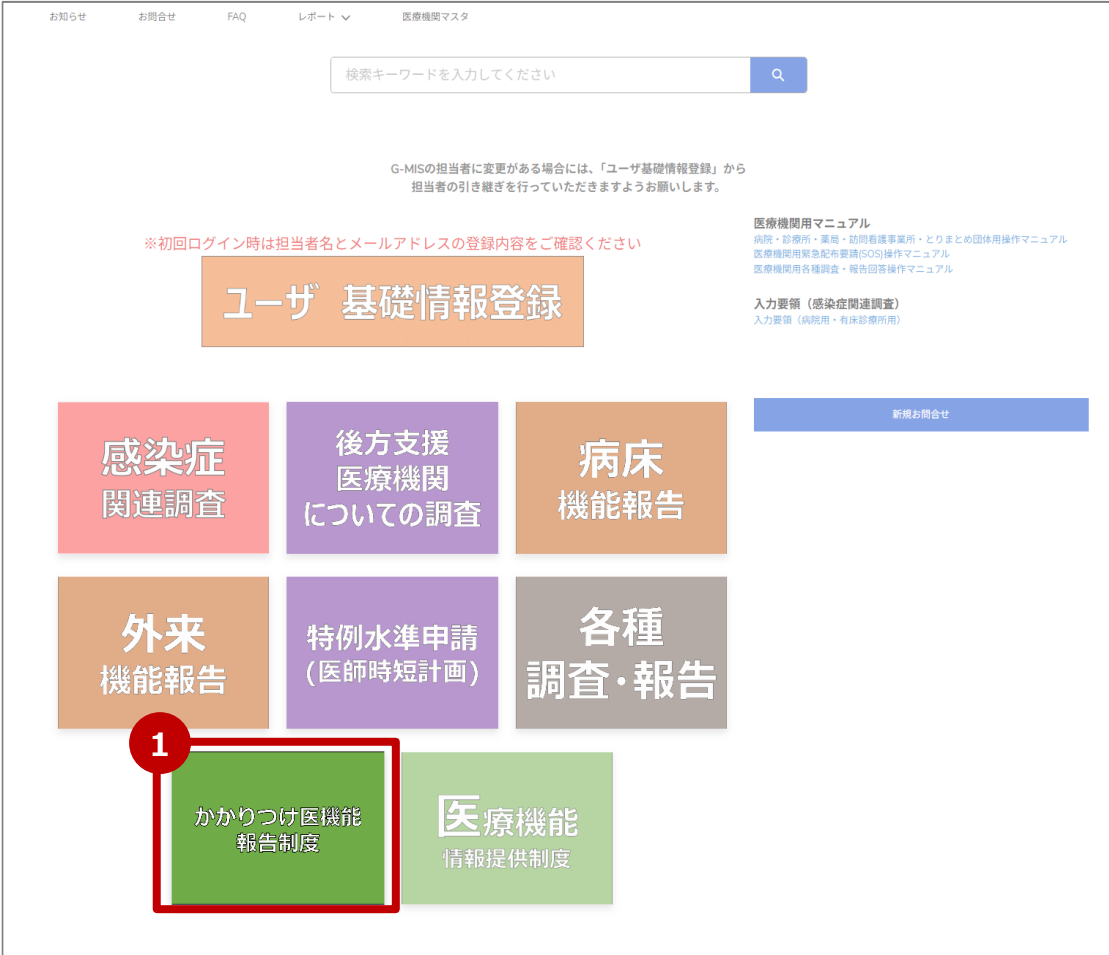 お知らせ お問合せ FAQ レポート 医療機関マスタ
検索キーワードを入力してください
G-MISの担当者に変更がある場合には、「ユーザ基礎情報登録」から
担当者の引き継ぎを行っていただきますようお願いします。
※初回ログイン時は担当者名とメールアドレスの登録内容をご確認ください
ユーザ 基礎情報登録
医療機関用マニュアル
病院・診療所・薬局・訪問看護事業所・とりまとめ団体用操作マニュアル
医療機関用緊急配布要請(SOS)操作マニュアル
医療機関用各種調査・報告回答操作マニュアル
入力要領（感染症関連調査）
入力要領（病院用・有床診療所用）
新規お問合せ
感染症
関連調査
後方支援
医療機関
についての調査
病床
機能報告
外来
機能報告
特例水準申請
(医師時短計画)
各種
調査・報告
1
かかりつけ医機能
報告制度
医療機能
情報提供制度